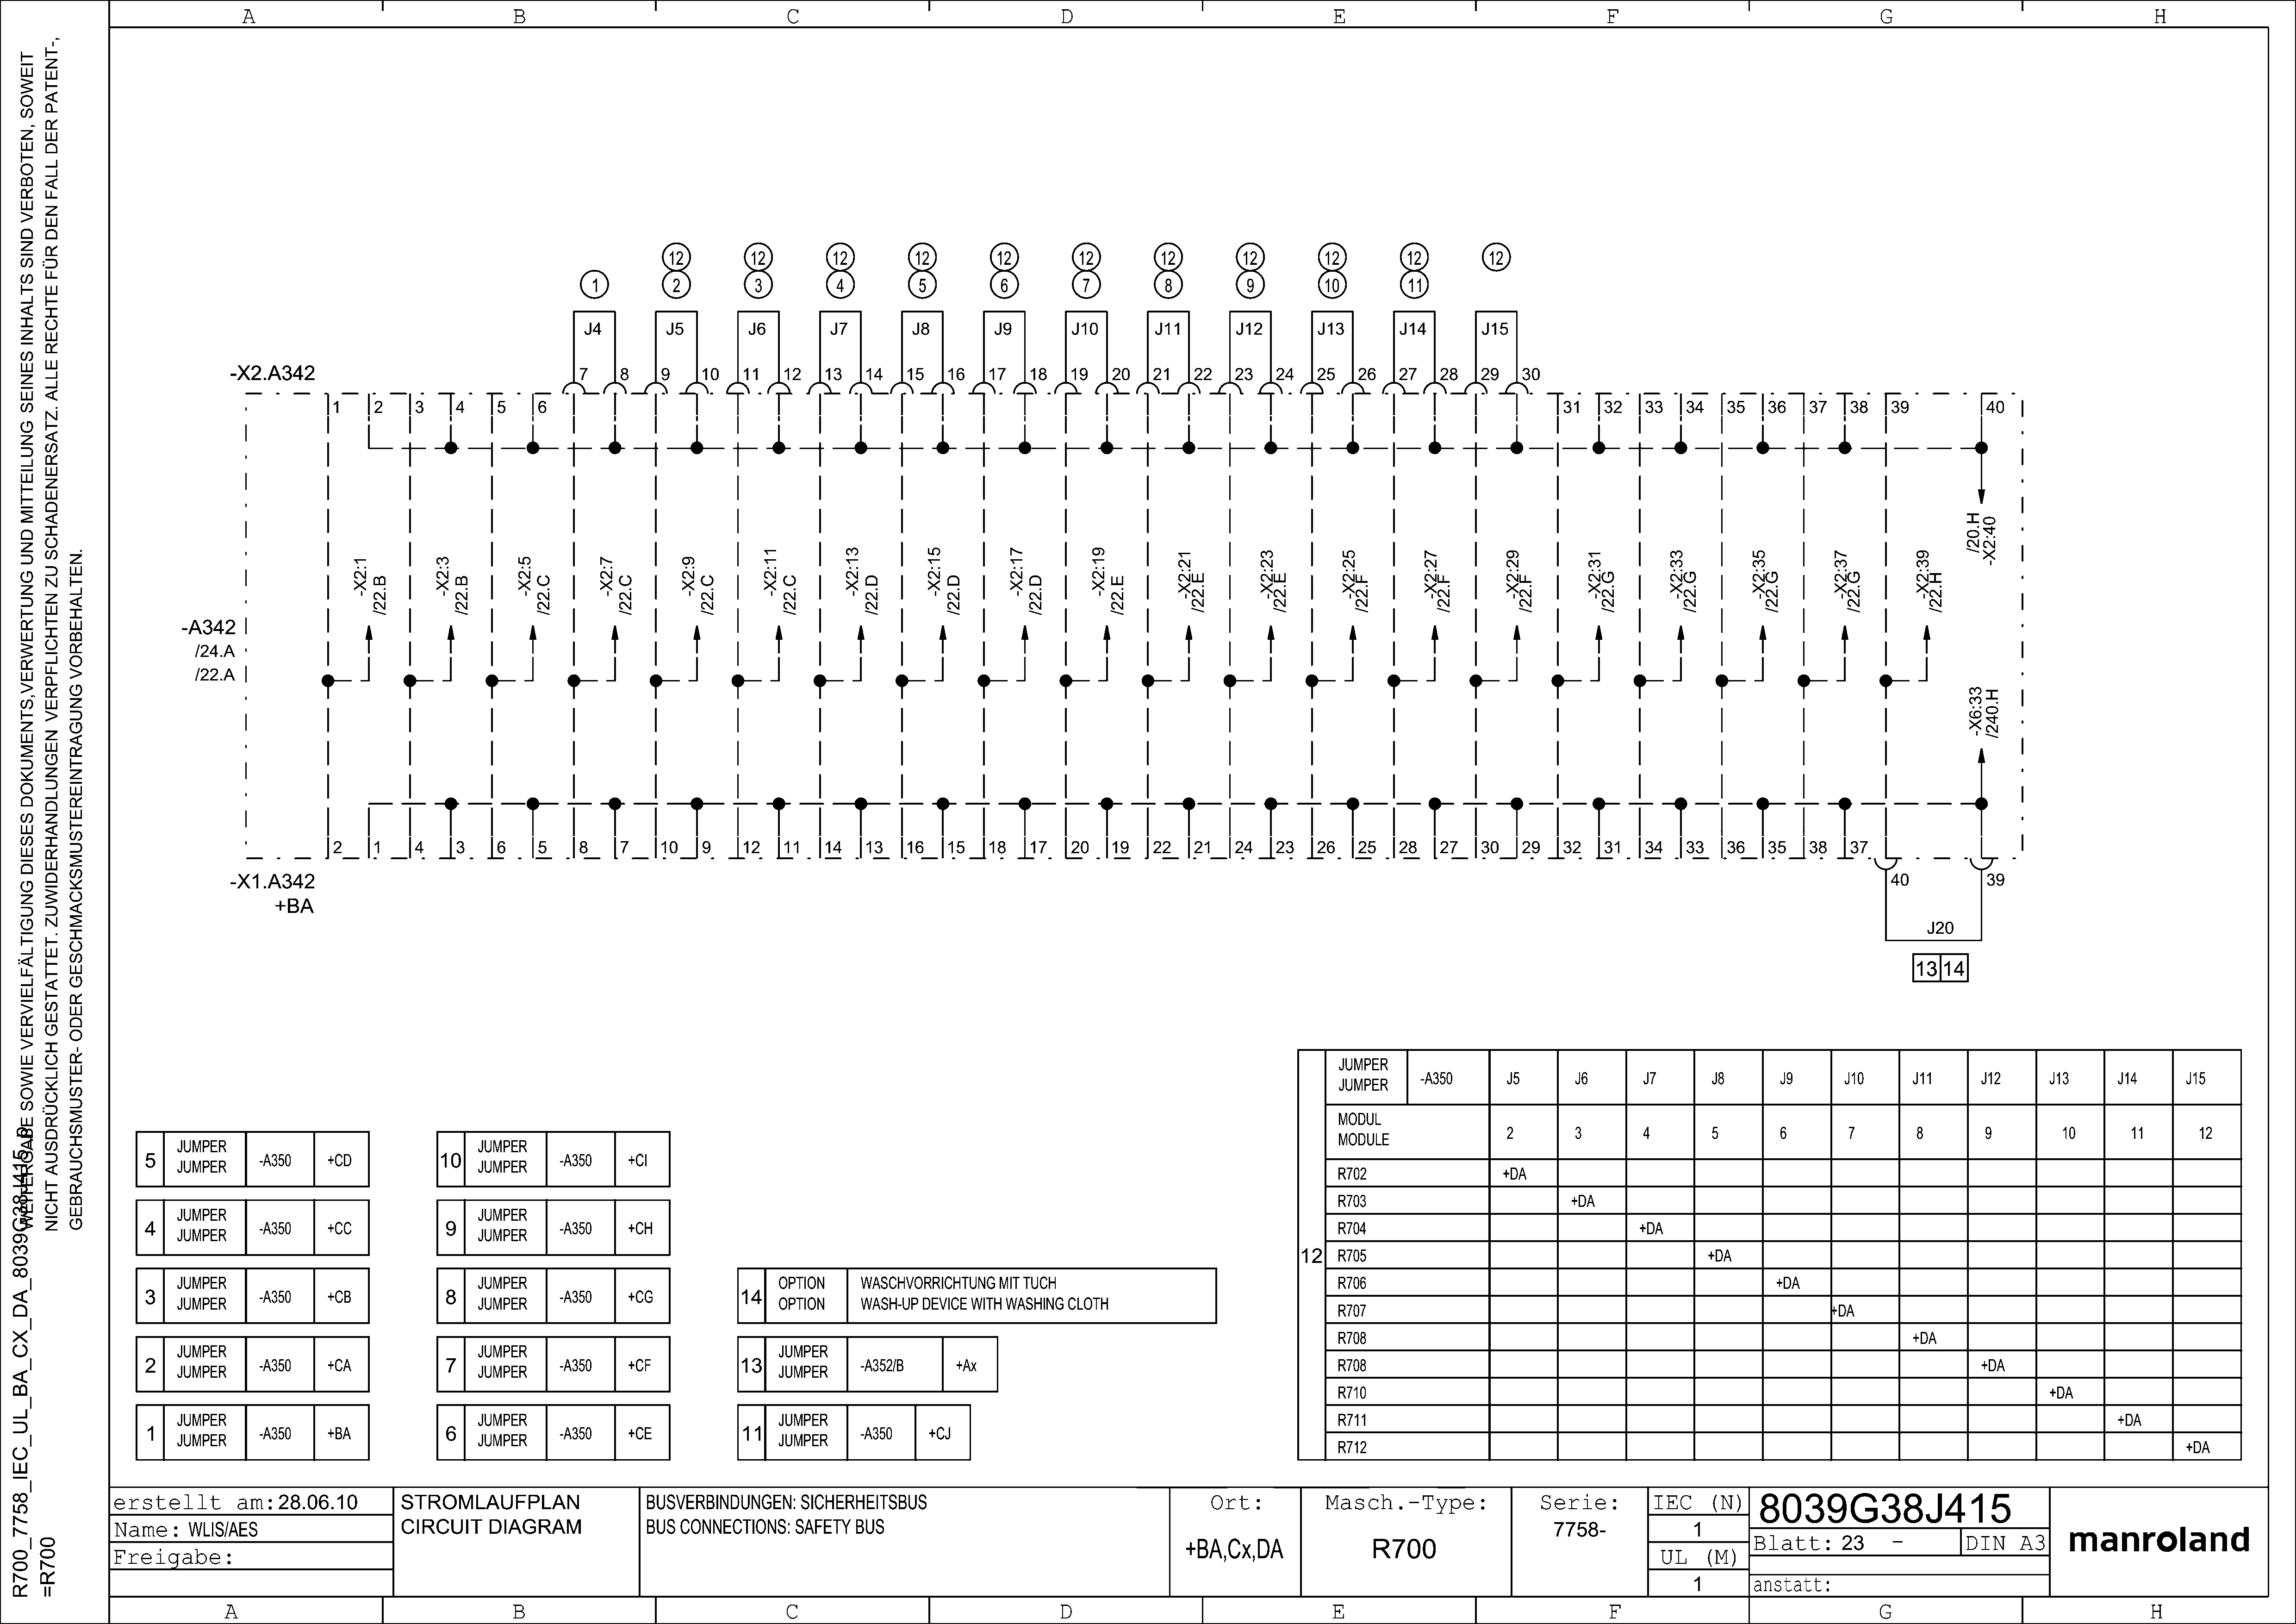 A B C D E F G H
WEITERGABE SOWIE VERVIELFÄLTIGUNG DIESES DOKUMENTS,VERWERTUNG UND MITTEILUNG SEINES INHALTS SIND VERBOTEN, SOWEIT
NICHT AUSDRÜCKLICH GESTATTET. ZUWIDERHANDLUNGEN VERPFLICHTEN ZU SCHADENERSATZ. ALLE RECHTE FÜR DEN FALL DER PATENT-,
GEBRAUCHSMUSTER- ODER GESCHMACKSMUSTEREINTRAGUNG VORBEHALTEN.
=R700
12 12 12 12 12 12 12 12 12 12 12
1 2 3 4 5 6 7 8 9 10 11
J4 J5 J6 J7 J8 J9 J10 J11 J12 J13 J14 J15
-X2.A342
7 8 9 10 11 12 13 14 15 16 17 18 19 20 21 22 23 24 25 26 27 28 29 30
1 2 3 4 5 6 31 32 33 34 35 36 37 38 39 40
/20.H
-X2:40
-X2:1
/22.B
-X2:3
/22.B
-X2:5
/22.C
-X2:7
/22.C
-X2:9
/22.C
-X2:11
/22.C
-X2:13
/22.D
-X2:15
/22.D
-X2:17
/22.D
-X2:19
/22.E
-X2:21
/22.E
-X2:23
/22.E
-X2:25
/22.F
-X2:27
/22.F
-X2:29
/22.F
-X2:31
/22.G
-X2:33
/22.G
-X2:35
/22.G
-X2:37
/22.G
-X2:39
/22.H
-A342
/24.A
/22.A
-X6:33
/240.H
2 1 4 3 6 5 8 7 10 9 12 11 14 13 16 15 18 17 20 19 22 21 24 23 26 25 28 27 30 29 32 31 34 33 36 35 38 37
-X1.A342
+BA
40 39
J20
13 14
5 JUMPER -A350 +CD
JUMPER
4 JUMPER -A350 +CC
JUMPER
3 JUMPER -A350 +CB
JUMPER
2 JUMPER -A350 +CA
JUMPER
1 JUMPER -A350 +BA
JUMPER
10 JUMPER -A350 +CI
JUMPER
9 JUMPER -A350 +CH
JUMPER
8 JUMPER -A350 +CG
JUMPER
7 JUMPER -A350 +CF
JUMPER
6 JUMPER -A350 +CE
JUMPER
14 OPTION WASCHVORRICHTUNG MIT TUCH
OPTION WASH-UP DEVICE WITH WASHING CLOTH
13 JUMPER -A352/B +Ax
JUMPER
11 JUMPER -A350 +CJ
JUMPER
12
JUMPER
JUMPER -A350 J5 J6 J7 J8 J9 J10 J11 J12 J13 J14 J15
MODUL
MODULE 2 3 4 5 6 7 8 9 10 11 12
R702 +DA
R703 +DA
R704 +DA
R705 +DA
R706 +DA
R707 +DA
R708 +DA
R708 +DA
R710 +DA
R711 +DA
R712 +DA
erstellt am: 28.06.10
Name: WLIS/AES
Freigabe:
STROMLAUFPLAN
CIRCUIT DIAGRAM
BUSVERBINDUNGEN: SICHERHEITSBUS
BUS CONNECTIONS: SAFETY BUS
Ort:
+BA,Cx,DA
Masch.-Type:
R700
Serie:
7758-
IEC (N)
1
UL (M)
1
8039G38J415
Blatt: 23 - DIN A3
anstatt:
manroland
A B C D E F G H